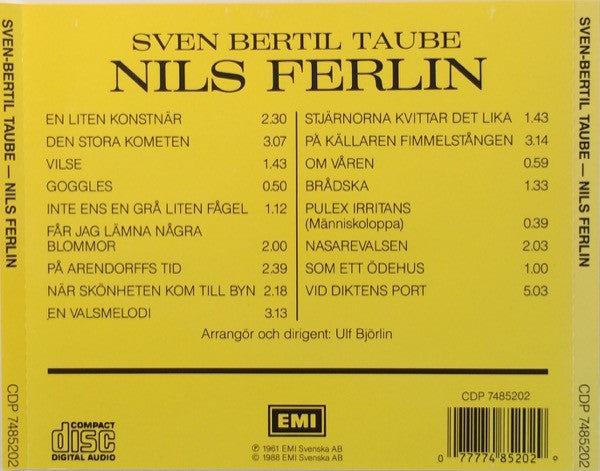 SVEN BERTIL TAUBE
NILS FERLIN
EN LITEN KONSTNÄR 2.30
DEN STORA KOMETEN 3.07
VILSE 1.43
GOGGLES 0.50
INTE ENS EN GRÅ LITEN FÅGEL 1.12
FÅR JAG LÄMNA NÅGRA
BLOMMOR 2.00
PÅ ARENDORFFS TID 2.39
NÄR SKÖNHETEN KOM TILL BYN 2.18
EN VALSMELODI 3.13
STJÄRNORNA KVITTAR DET LIKA 1.43
PÅ KÄLLAREN FIMMELSTÅNGEN 3.14
OM VÅREN 0.59
BRÅDSKA 1.33
PULEX IRRITANS
(Människoloppa) 0.39
NASAREVALSEN 2.03
SOM ETT ÖDEHUS 1.00
VID DIKTENS PORT 5.03
Arrangör och dirigent: Ulf Björlin
COMPACT
disc
DIGITAL AUDIO
EMI
℗ 1961 EMI Svenska AB
© 1988 EMI Svenska AB
CDP 7485202
0 77774 85202 0
SVEN-BERTIL TAUBE — NILS FERLIN
CDP 7485202
SVEN-BERTIL TAUBE — NILS FERLIN
CDP 7485202